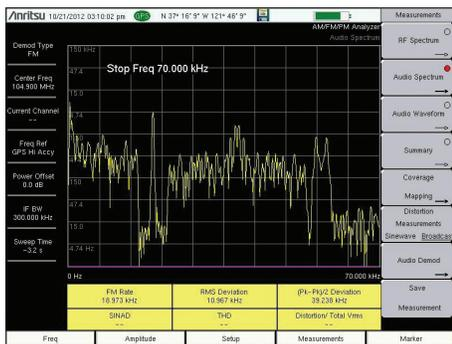 Anritsu 10/21/2012 03:10:02 pm GPS N 37° 16' 9" W 121° 46' 9"
AM/FM/PM Analyzer
Audio Spectrum
Demod Type
FM
Center Freq
104.900 MHz
Current Channel
--
Freq Ref
GPS Hi Accy
Power Offset
0.0 dB
IF BW
300.000 kHz
Sweep Time
~3.2 s
Stop Freq 70.000 kHz
150 kHz
47.4
15.0
4.74
1.50
.150
47.4
15.0
4.74 Hz
0 Hz
70.000 kHz
FM Rate
18.973 kHz
RMS Deviation
10.967 kHz
(Pk-Pk)/2 Deviation
39.238 kHz
SINAD
--
THD
--
Distortion/ Total Vrms
--
Measurements
RF Spectrum
Audio Spectrum
Audio Waveform
Summary
Coverage
Mapping
Distortion
Measurements
Sinewave Broadcast
Audio Demod
Save
Measurement
Freq
Amplitude
Setup
Measurements
Marker